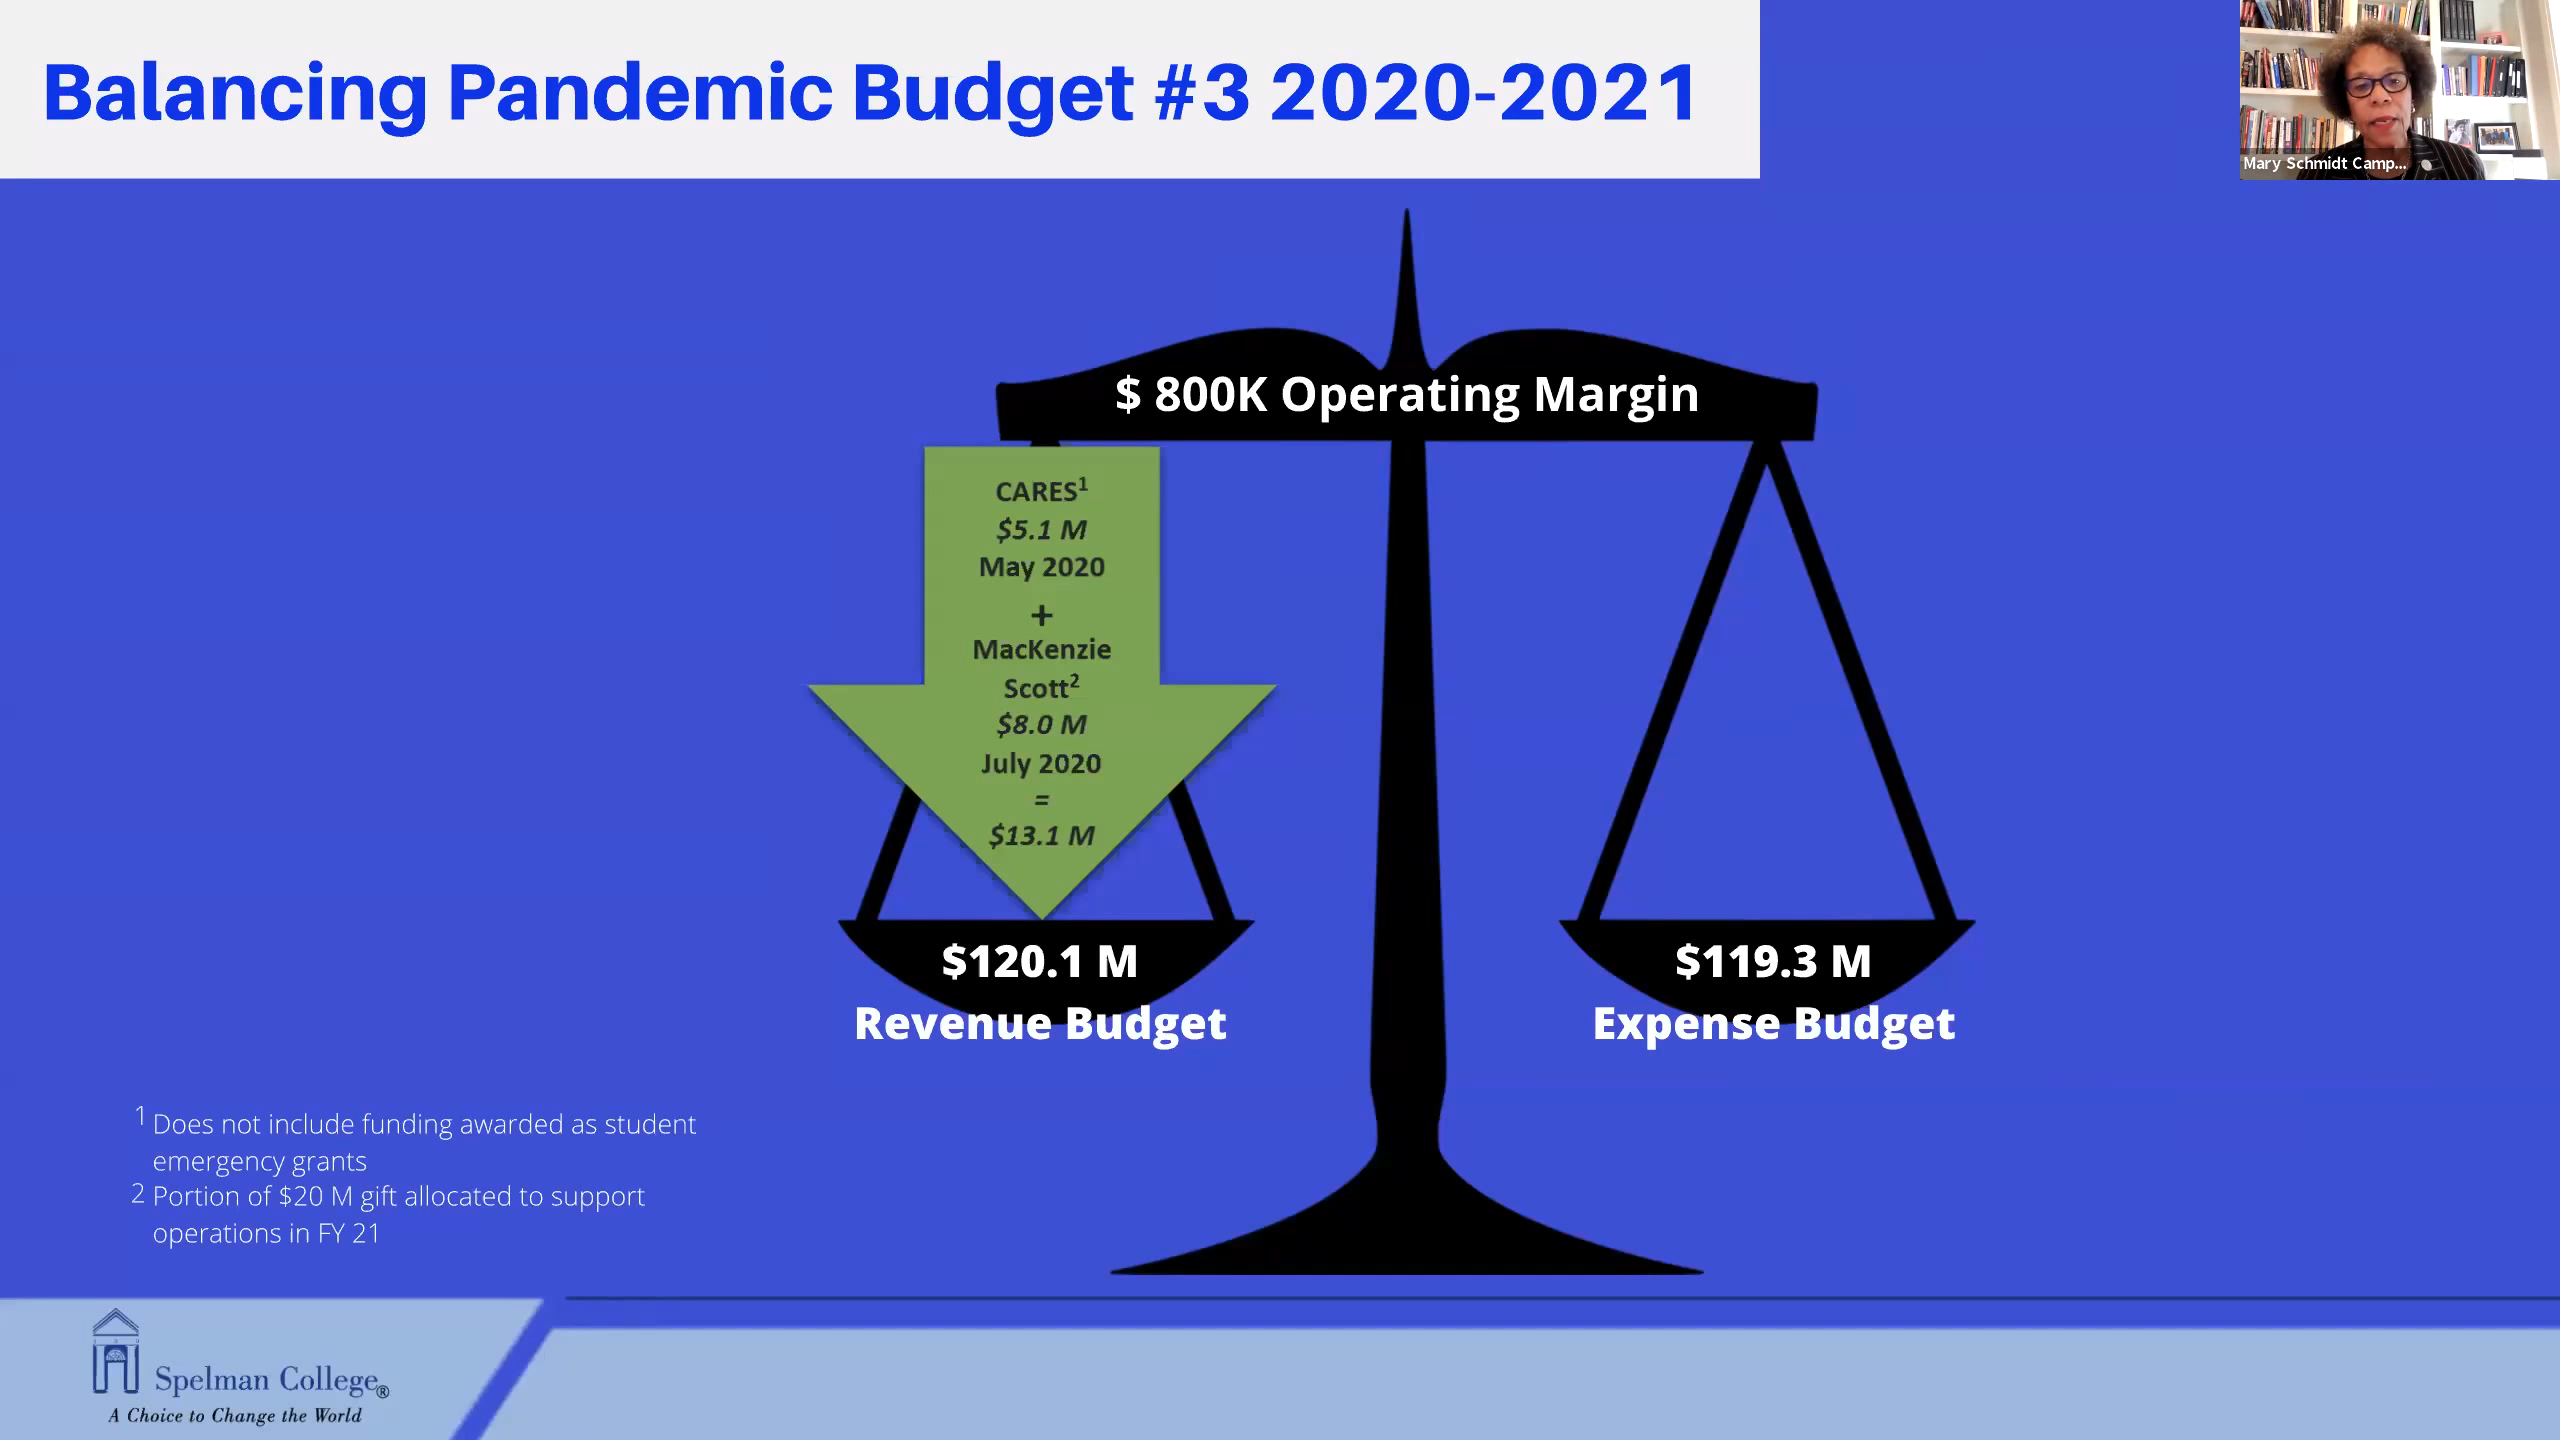 Balancing Pandemic Budget #3 2020-2021
Mary Schmidt Camp...
$ 800K Operating Margin
CARES¹
$5.1 M
May 2020
+
MacKenzie
Scott²
$8.0 M
July 2020
=
$13.1 M
$120.1 M
Revenue Budget
$119.3 M
Expense Budget
1 Does not include funding awarded as student
emergency grants
2 Portion of $20 M gift allocated to support
operations in FY 21
Spelman College®
A Choice to Change the World